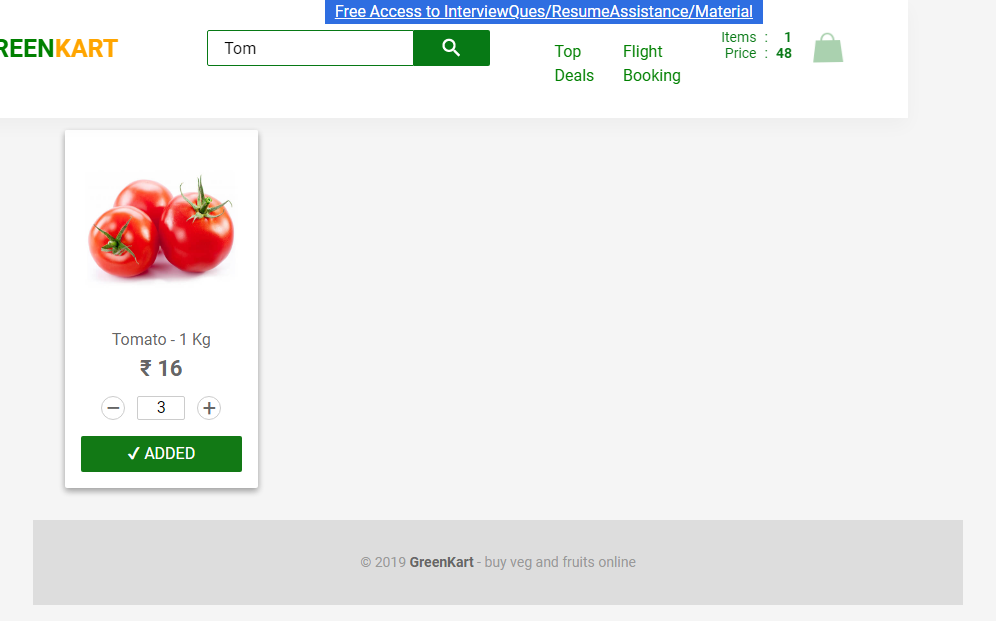 Free Access to InterviewQues/ResumeAssistance/Material
REENKART
Tom
Top Deals
Flight Booking
Items : 1
Price : 48
Tomato - 1 Kg
₹ 16
3
✓ ADDED
© 2019 GreenKart - buy veg and fruits online